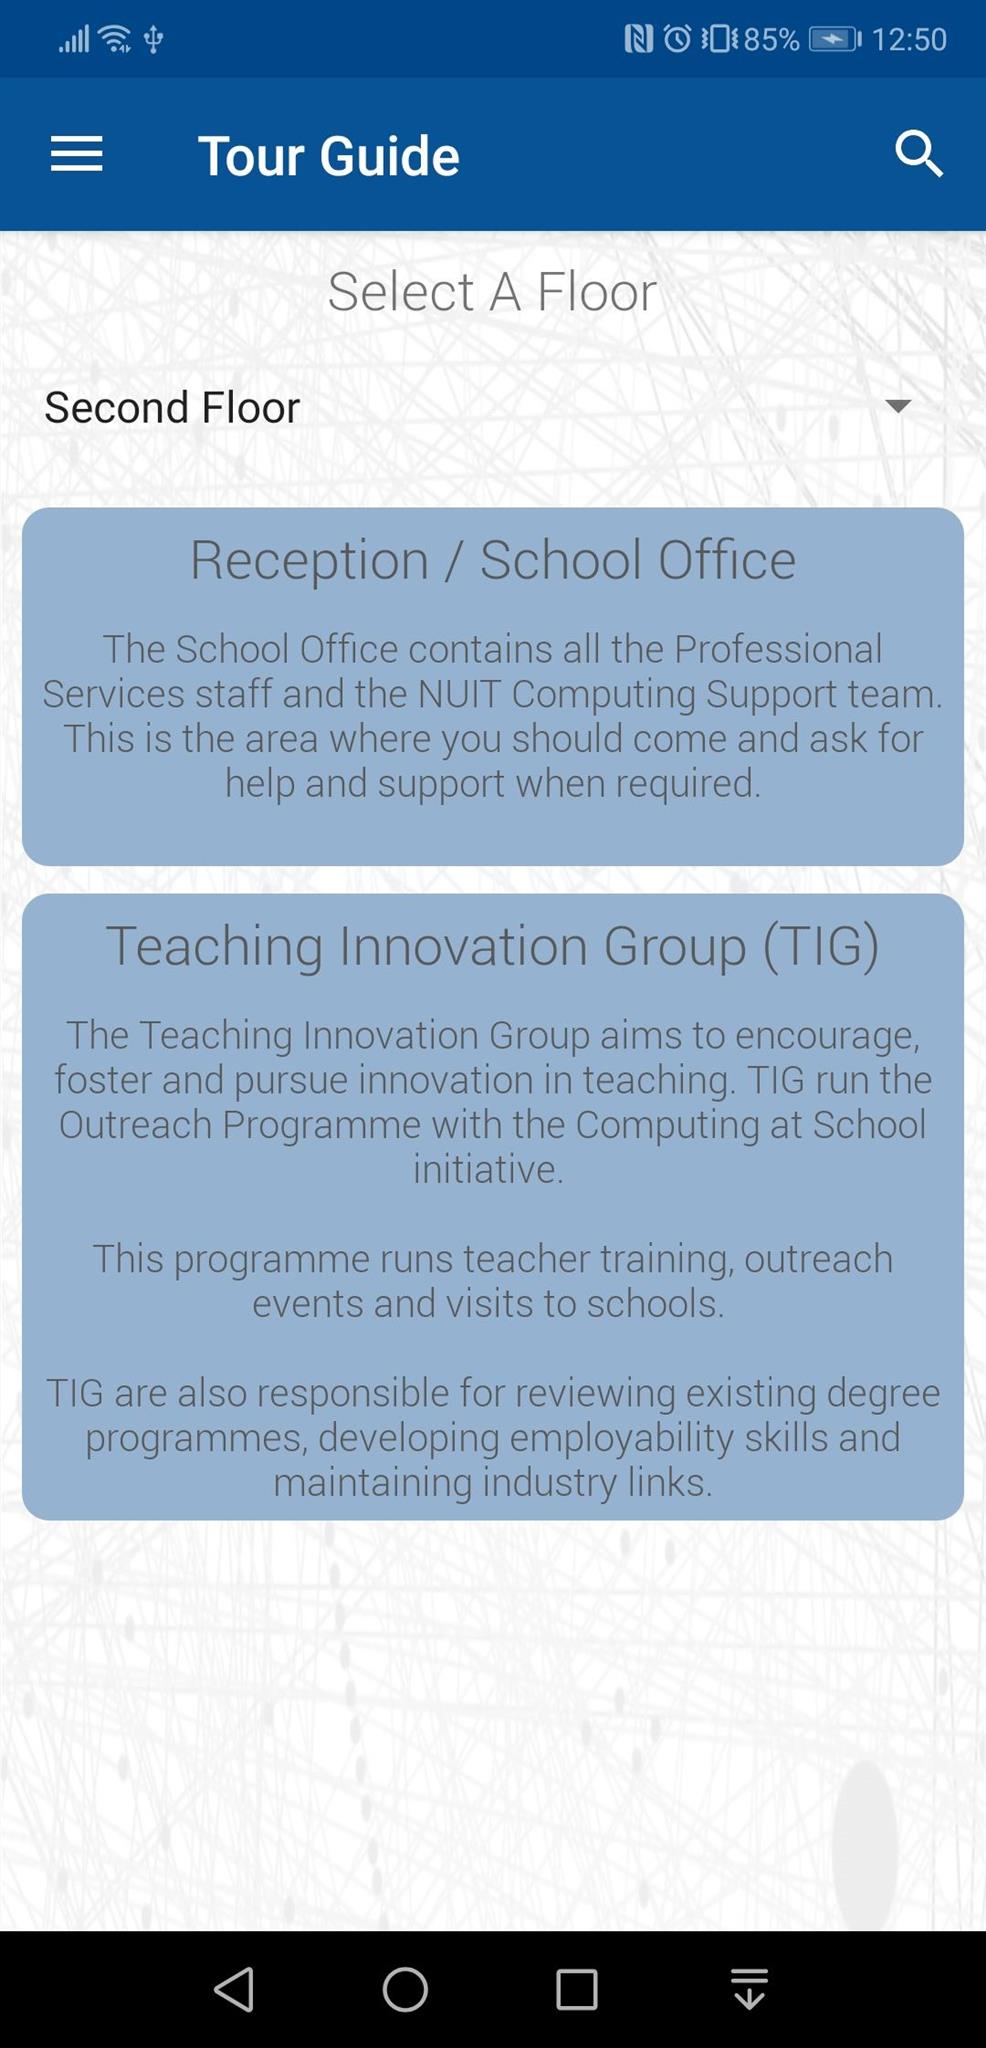 85% 12:50
Tour Guide
Select A Floor
Second Floor
Reception / School Office
The School Office contains all the Professional
Services staff and the NUIT Computing Support team.
This is the area where you should come and ask for
help and support when required.
Teaching Innovation Group (TIG)
The Teaching Innovation Group aims to encourage,
foster and pursue innovation in teaching. TIG run the
Outreach Programme with the Computing at School
initiative.
This programme runs teacher training, outreach
events and visits to schools.
TIG are also responsible for reviewing existing degree
programmes, developing employability skills and
maintaining industry links.